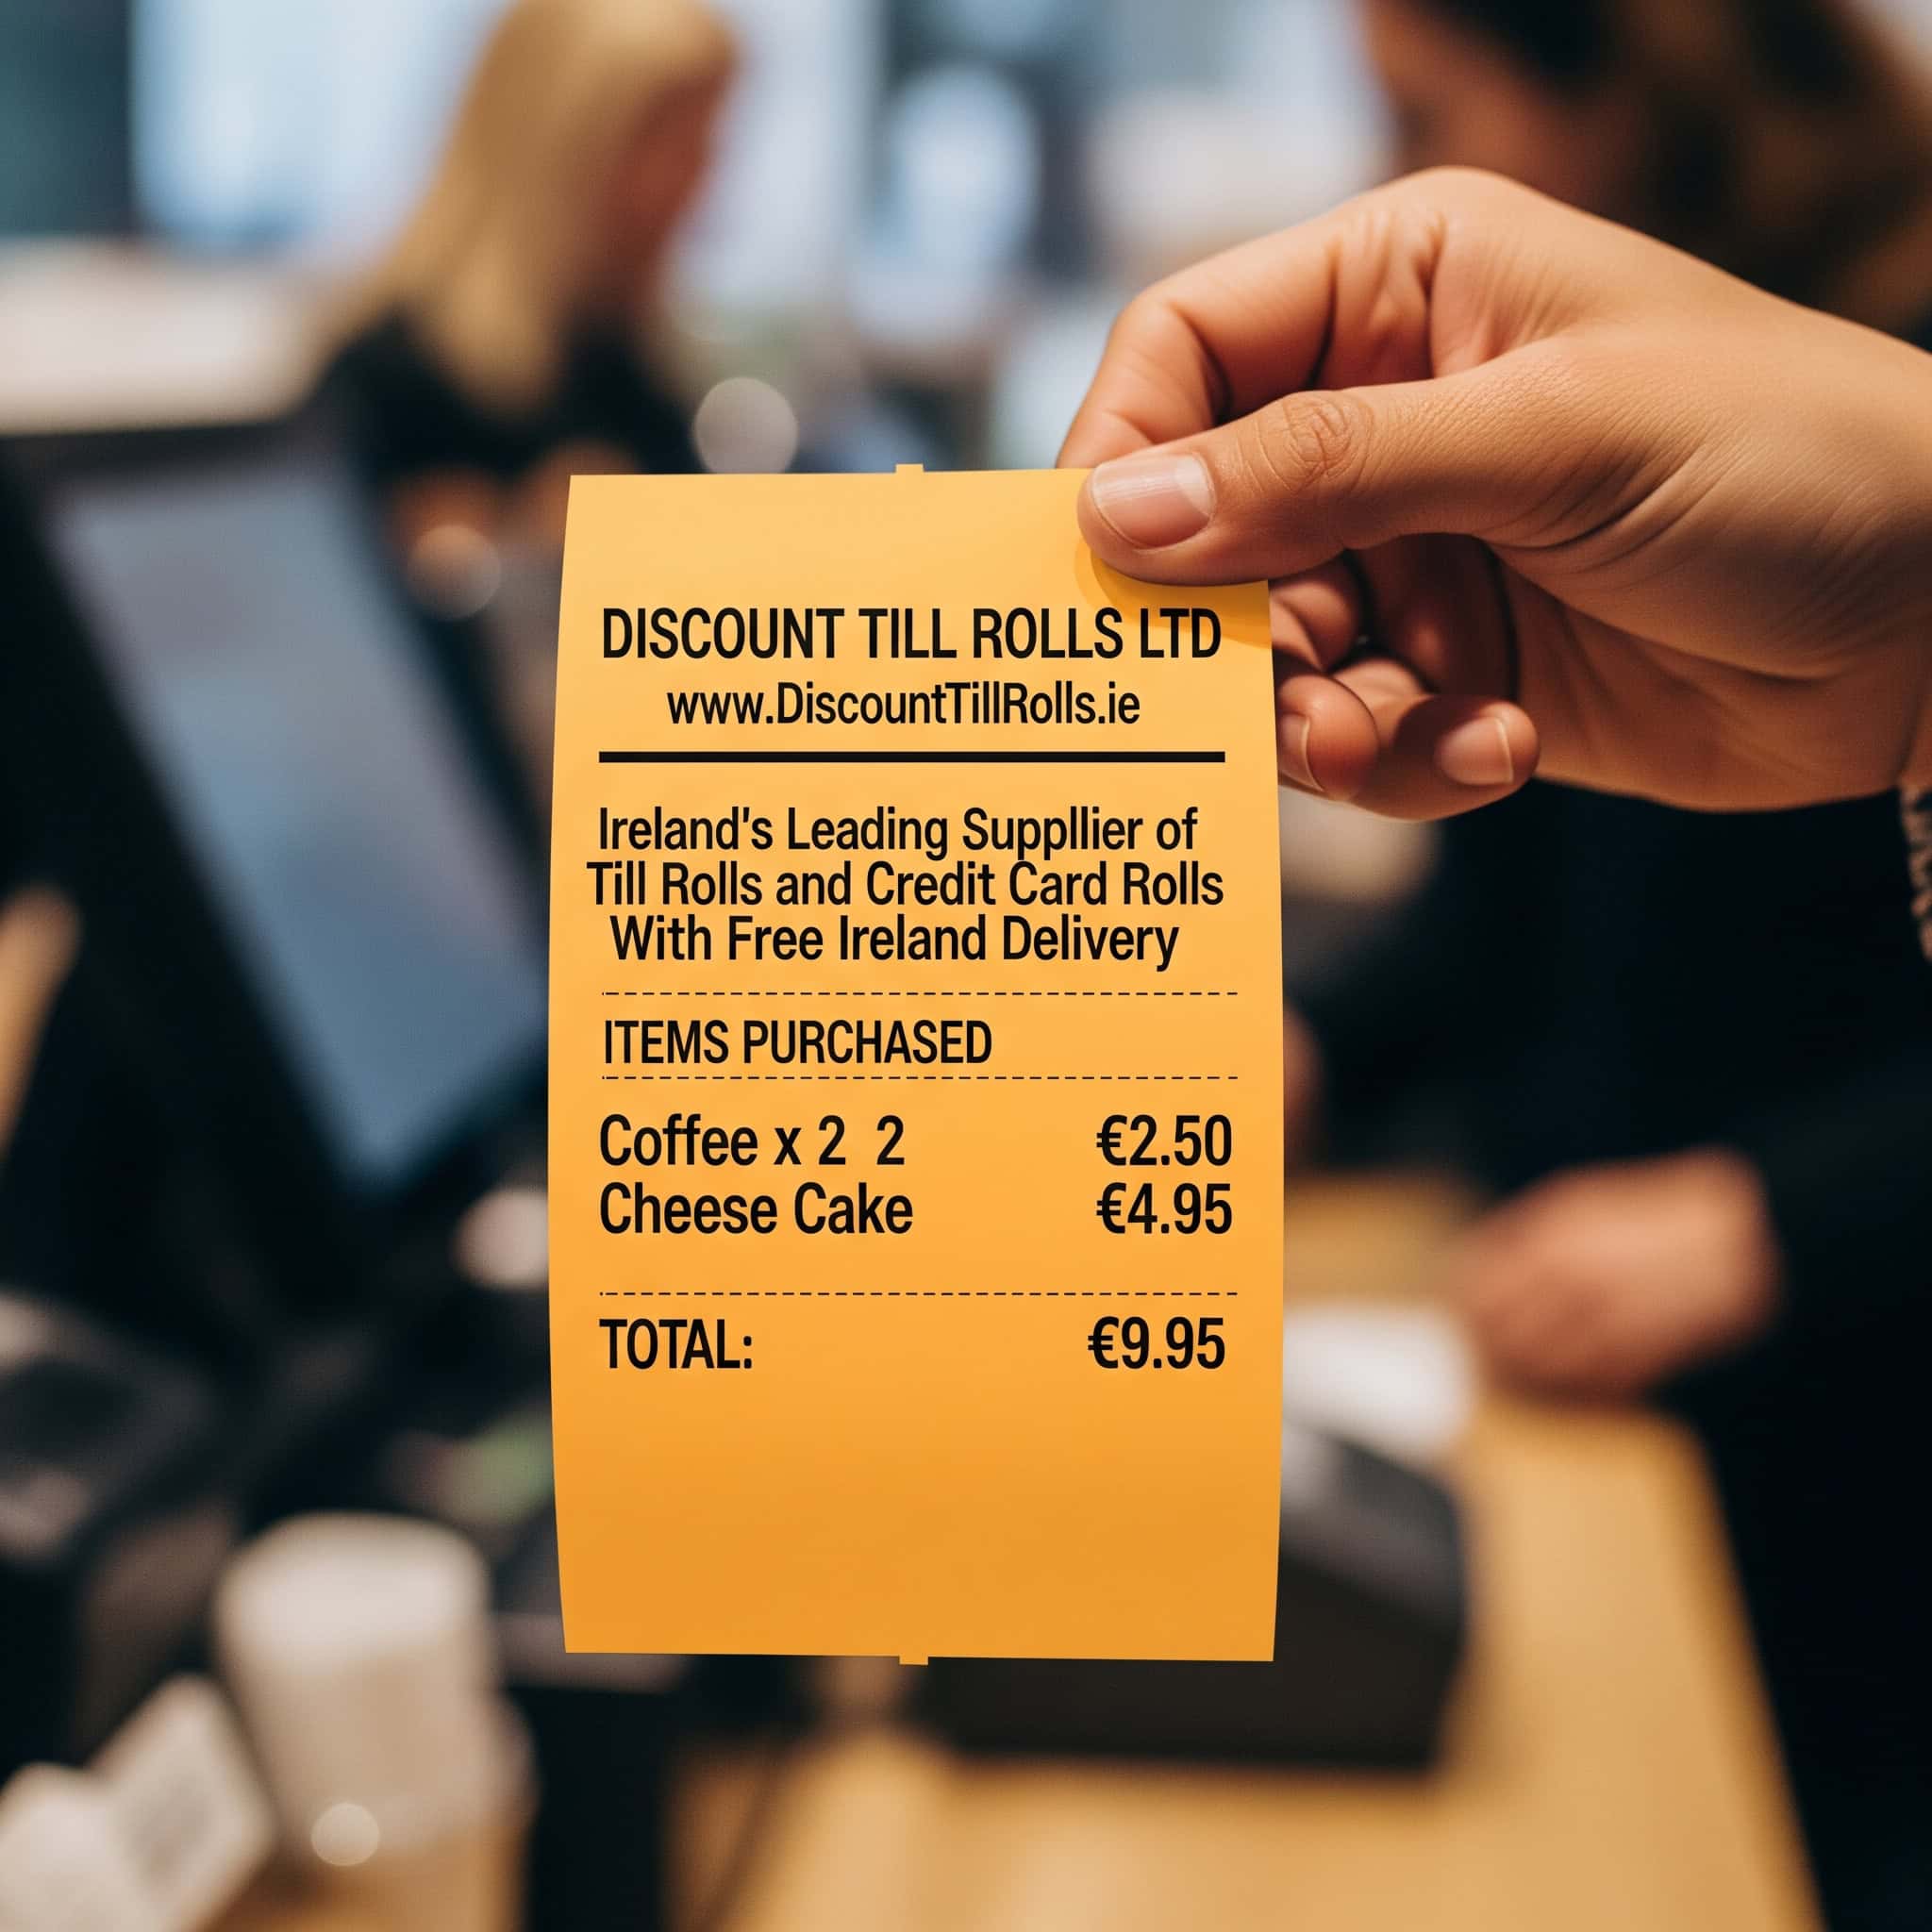 DISCOUNT TILL ROLLS LTD
www.DiscountTillRolls.ie
Ireland's Leading Suppllier of
Till Rolls and Credit Card Rolls
With Free Ireland Delivery
ITEMS PURCHASED
Coffee x 2 2 €2.50
Cheese Cake €4.95
TOTAL: €9.95